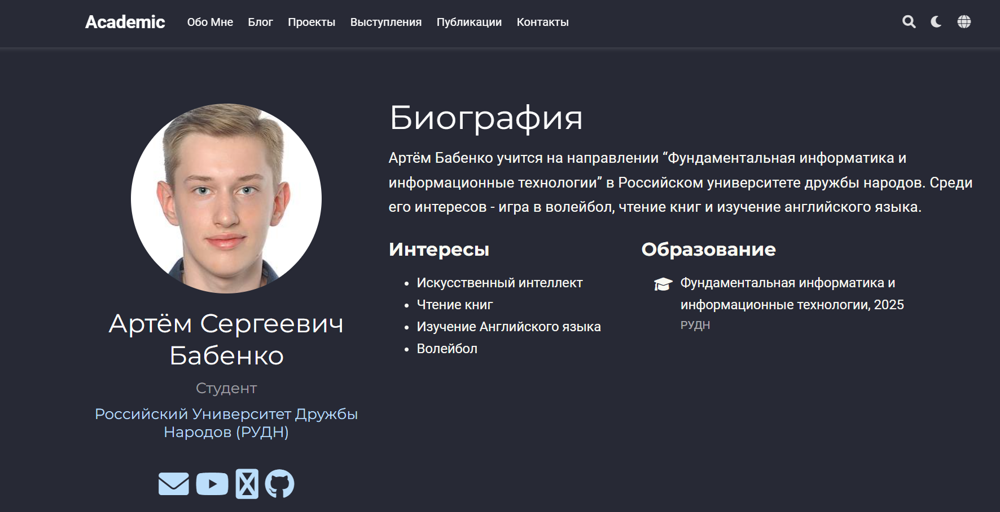 Academic Обо Мне Блог Проекты Выступления Публикации Контакты
Биография
Артём Бабенко учится на направлении “Фундаментальная информатика и
информационные технологии” в Российском университете дружбы народов. Среди
его интересов - игра в волейбол, чтение книг и изучение английского языка.
Интересы
Искусственный интеллект
Чтение книг
Изучение Английского языка
Волейбол
Образование
Фундаментальная информатика и
информационные технологии, 2025
РУДН
Артём Сергеевич
Бабенко
Студент
Российский Университет Дружбы
Народов (РУДН)